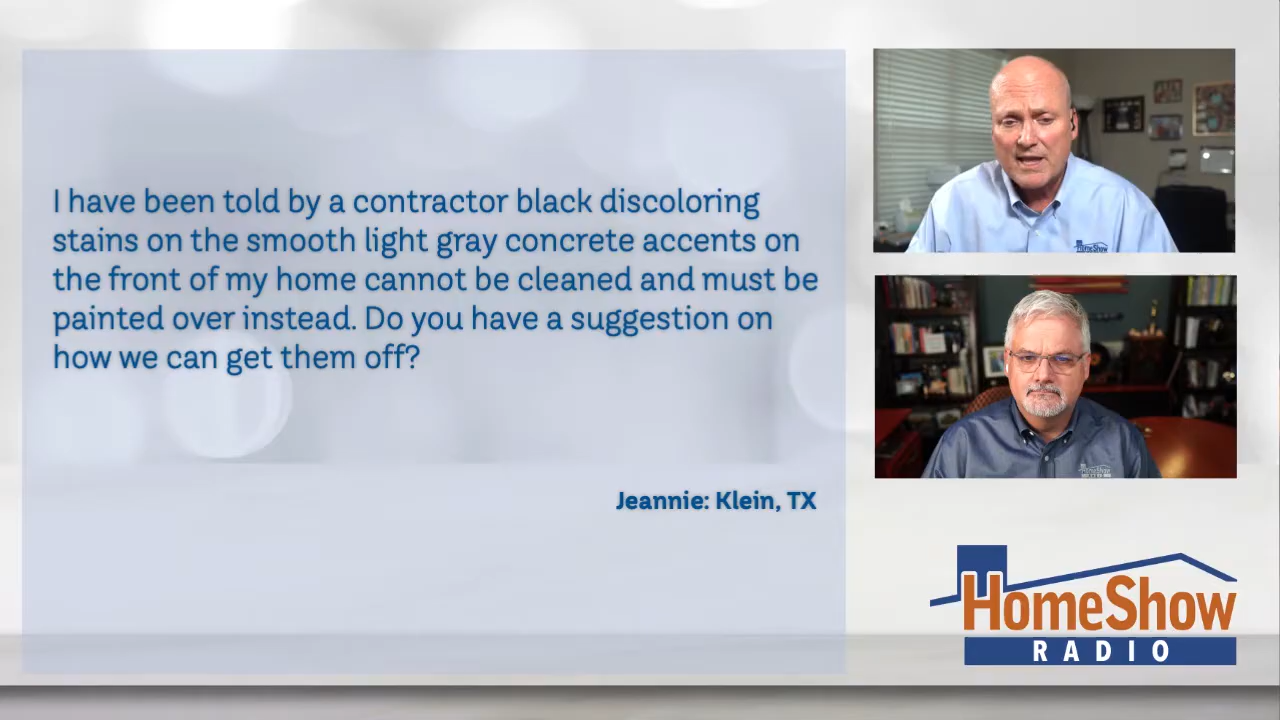 I have been told by a contractor black discoloring
stains on the smooth light gray concrete accents on
the front of my home cannot be cleaned and must be
painted over instead. Do you have a suggestion on
how we can get them off?
Jeannie: Klein, TX
HomeShow
HomeShow
HomeShow
RADIO